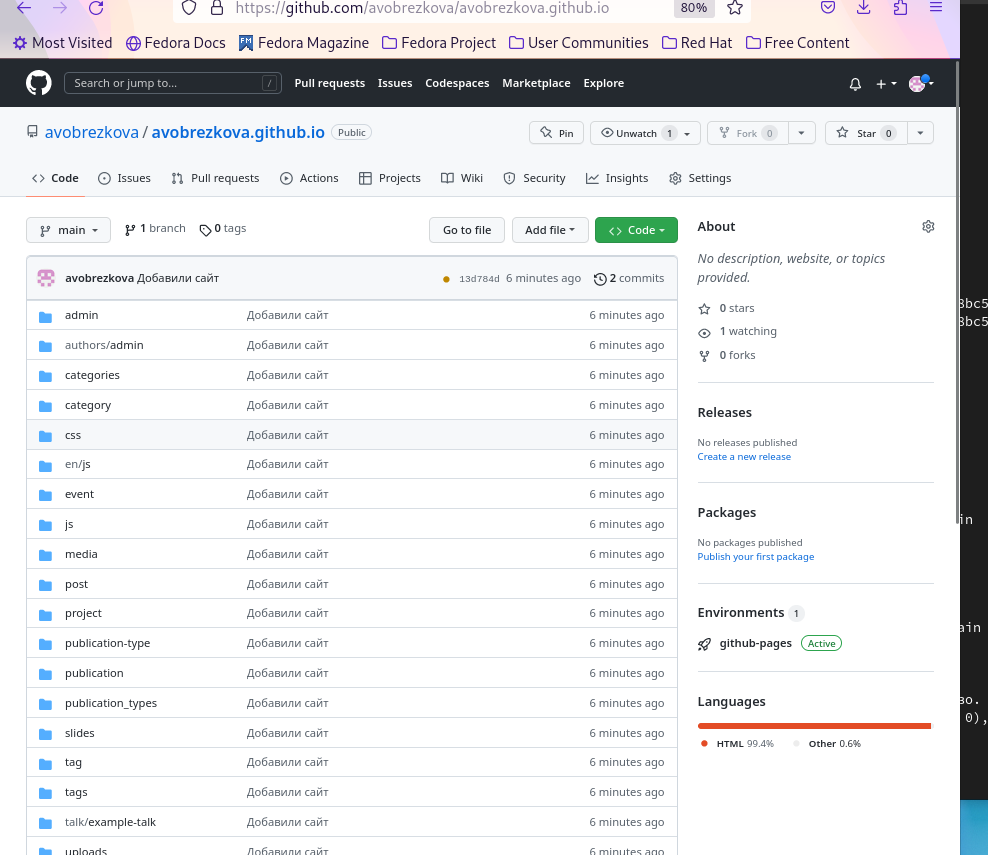 https://github.com/avobrezkova/avobrezkova.github.io 80%
Most Visited Fedora Docs Fedora Magazine Fedora Project User Communities Red Hat Free Content
Search or jump to... / Pull requests Issues Codespaces Marketplace Explore
avobrezkova / avobrezkova.github.io Public Pin Unwatch 1 Fork 0 Star 0
Code Issues Pull requests Actions Projects Wiki Security Insights Settings
main 1 branch 0 tags Go to file Add file Code
avobrezkova Добавили сайт 13d784d 6 minutes ago 2 commits
admin Добавили сайт 6 minutes ago
authors/admin Добавили сайт 6 minutes ago
categories Добавили сайт 6 minutes ago
category Добавили сайт 6 minutes ago
css Добавили сайт 6 minutes ago
en/js Добавили сайт 6 minutes ago
event Добавили сайт 6 minutes ago
js Добавили сайт 6 minutes ago
media Добавили сайт 6 minutes ago
post Добавили сайт 6 minutes ago
project Добавили сайт 6 minutes ago
publication-type Добавили сайт 6 minutes ago
publication Добавили сайт 6 minutes ago
publication_types Добавили сайт 6 minutes ago
slides Добавили сайт 6 minutes ago
tag Добавили сайт 6 minutes ago
tags Добавили сайт 6 minutes ago
talk/example-talk Добавили сайт 6 minutes ago
uploads Добавили сайт 6 minutes ago
About
No description, website, or topics
provided.
0 stars
1 watching
0 forks
Releases
No releases published
Create a new release
Packages
No packages published
Publish your first package
Environments 1
github-pages Active
Languages
HTML 99.4% Other 0.6%